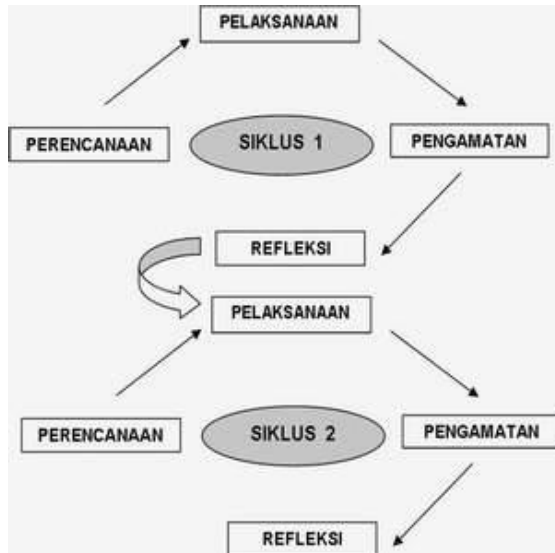 PELAKSANAAN
PERENCANAAN
SIKLUS 1
PENGAMATAN
REFLEKSI
PELAKSANAAN
PERENCANAAN
SIKLUS 2
PENGAMATAN
REFLEKSI